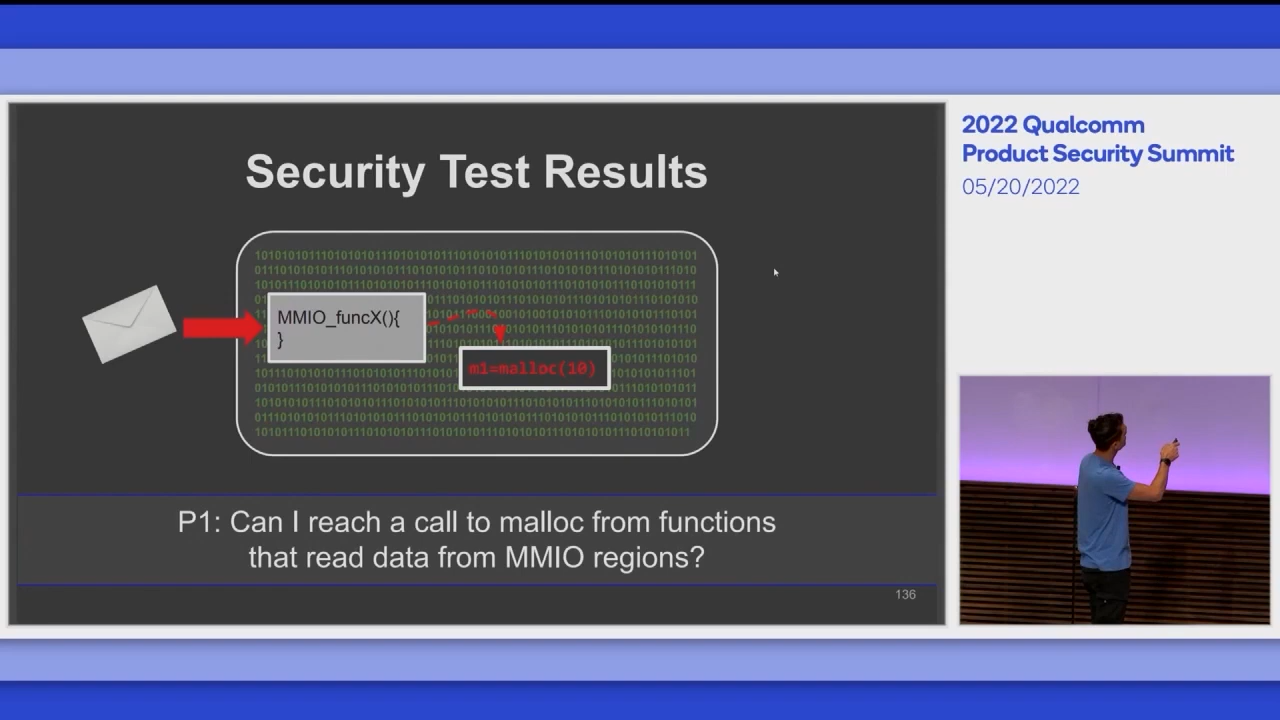 Security Test Results
MMIO_funcX(){
}
m1=malloc(10)
P1: Can I reach a call to malloc from functions
that read data from MMIO regions?
136
2022 Qualcomm
Product Security Summit
05/20/2022